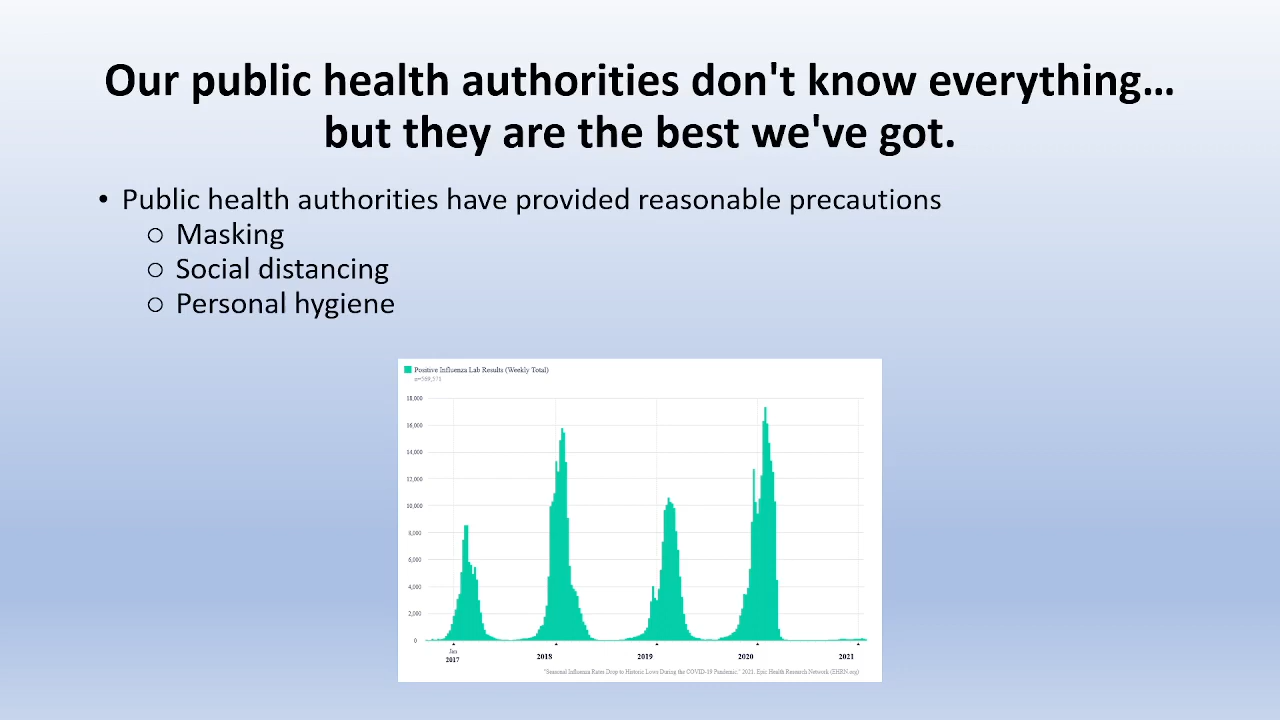 Our public health authorities don't know everything…
but they are the best we've got.
• Public health authorities have provided reasonable precautions
○ Masking
○ Social distancing
○ Personal hygiene
Positive Influenza Lab Results (Weekly Total)
n=569,571
18,000
16,000
14,000
12,000
10,000
8,000
6,000
4,000
2,000
0
Jan
2017 2018 2019 2020 2021
"Seasonal Influenza Rates Drop to Historic Lows During the COVID-19 Pandemic." 2021. Epic Health Research Network (EHRN.org)